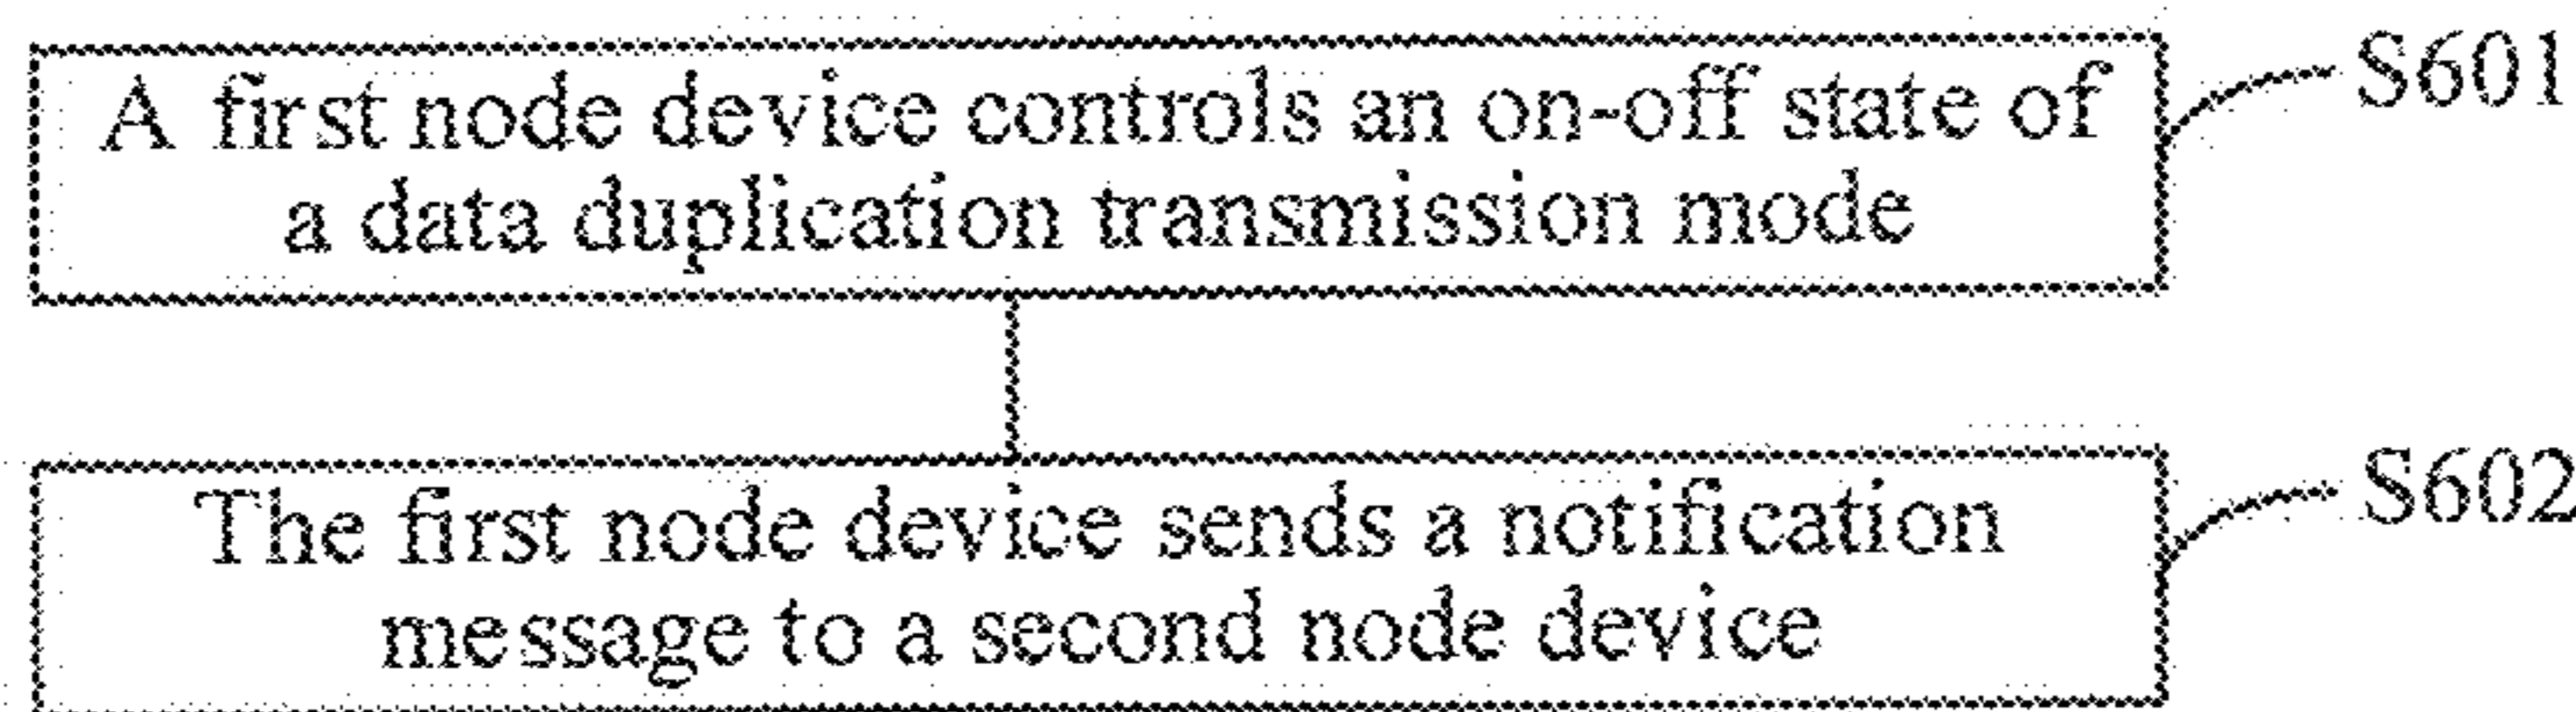 A first node device controls an on-off state of
a data duplication transmission mode
S601
The first node device sends a notification
message to a second node device
S602